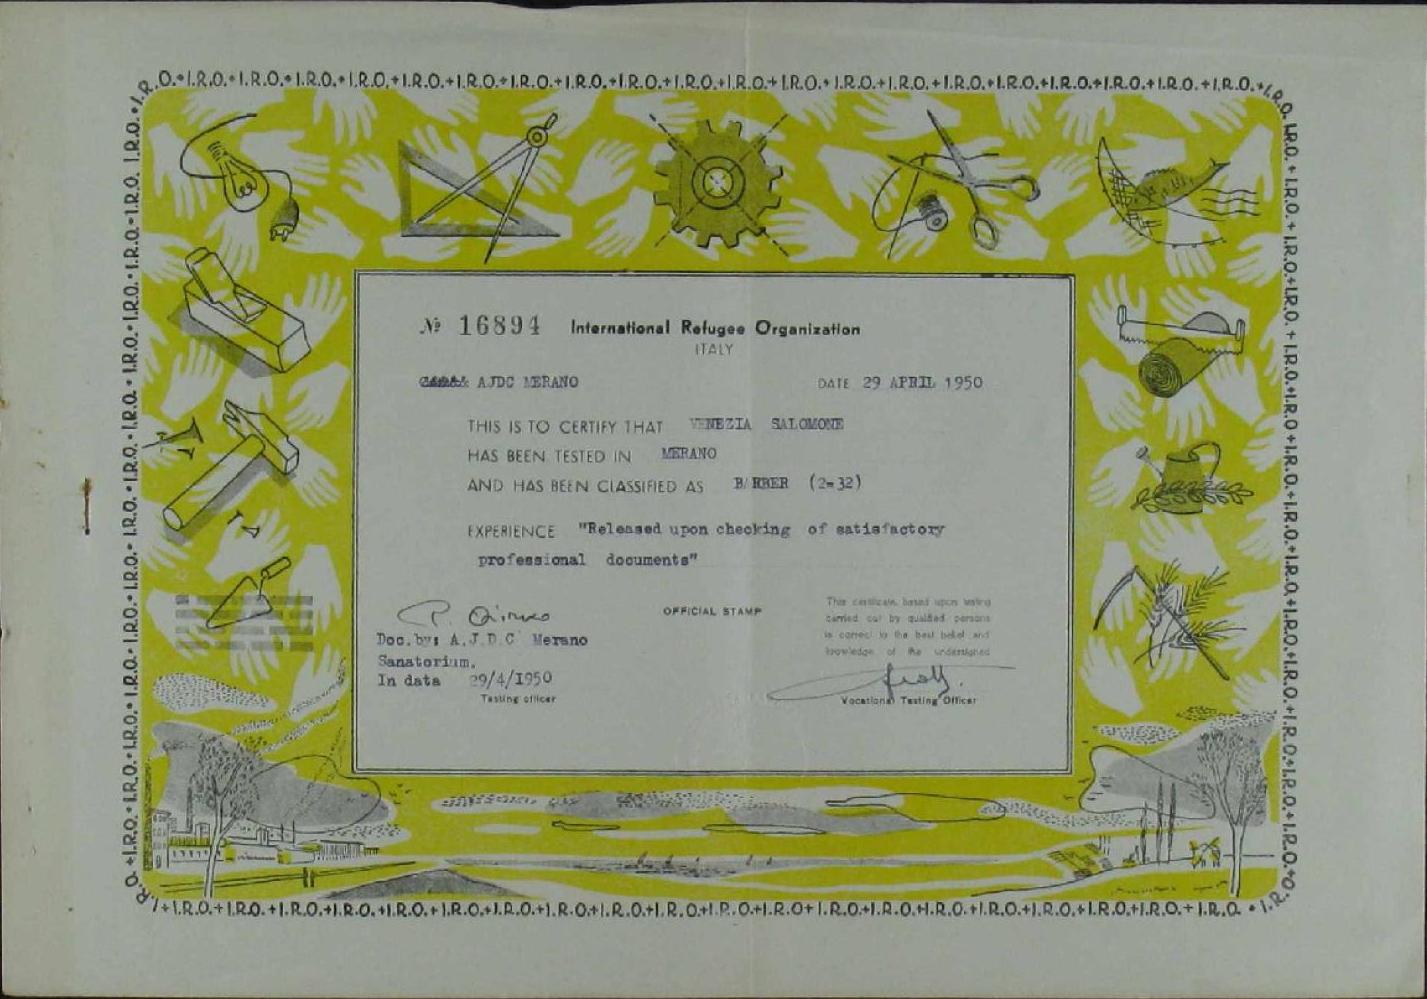 I.R.O.+I.R.O.+I.R.O.+I.R.O.+I.R.O.+I.R.O.+I.R.O.+I.R.O.+I.R.O.+I.R.O.+I.R.O.+I.R.O.+I.R.O.+I.R.O.+I.R.O.+I.R.O.+I.R.O.+I.R.O.+I.R.O.+I.R.O.+I.R.O.
№ 16894 International Refugee Organization
ITALY
AJDC MERANO DATE 29 APRIL 1950
THIS IS TO CERTIFY THAT VENEZIA SALOMONE
HAS BEEN TESTED IN MERANO
AND HAS BEEN CLASSIFIED AS BARBER (2-32)
EXPERIENCE "Released upon checking of satisfactory
professional documents"
OFFICIAL STAMP
This certificate, based upon testing
carried out by qualified persons
is correct to the best belief and
knowledge of the undersigned
Doc.by: A.J.D.C Merano
Sanatorium.
In data 29/4/1950
Testing officer
Vocational Testing Officer